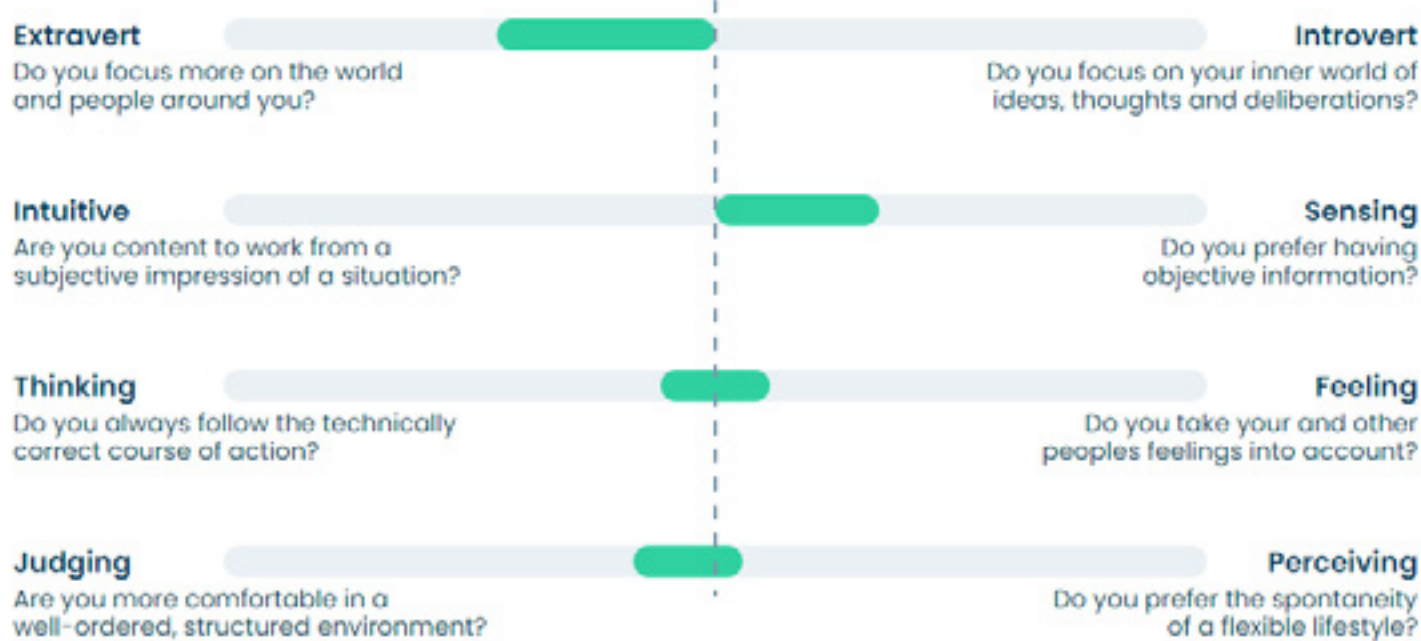 Extravert
Introvert
Do you focus more on the world
and people around you?
Do you focus on your inner world of
ideas, thoughts and deliberations?
Intuitive
Sensing
Are you content to work from a
subjective impression of a situation?
Do you prefer having
objective information?
Thinking
Feeling
Do you always follow the technically
correct course of action?
Do you take your and other
peoples feelings into account?
Judging
Perceiving
Are you more comfortable in a
well-ordered, structured environment?
Do you prefer the spontaneity
of a flexible lifestyle?